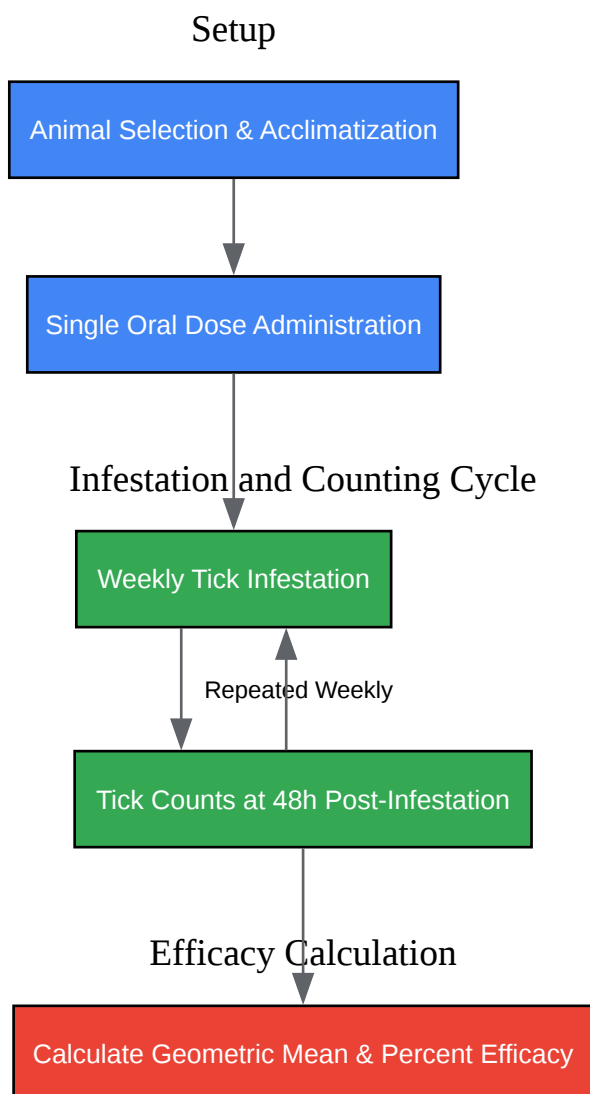 Setup
Animal Selection & Acclimatization
Single Oral Dose Administration
Infestation and Counting Cycle
Weekly Tick Infestation
Repeated Weekly
Tick Counts at 48h Post-Infestation
Efficacy Calculation
Calculate Geometric Mean & Percent Efficacy